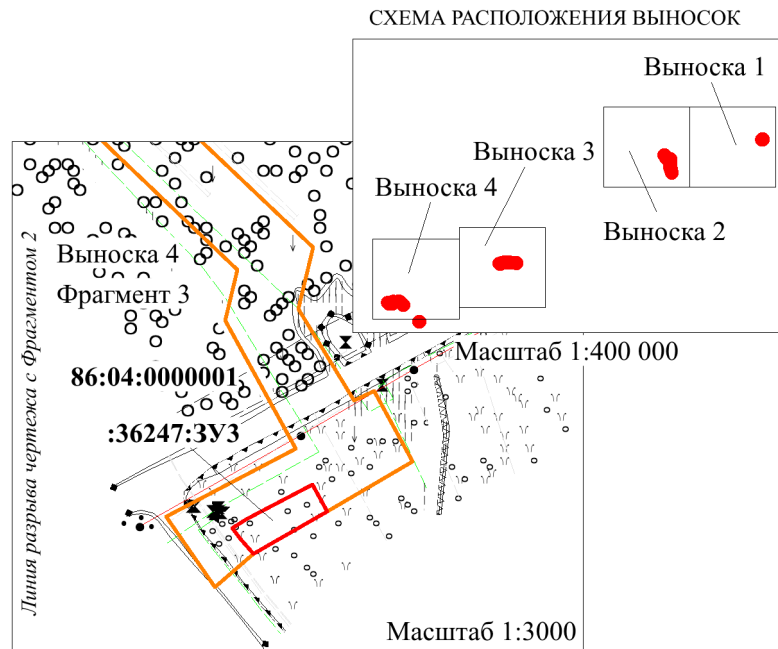 СХЕМА РАСПОЛОЖЕНИЯ ВЫНОСОК
Выноска 1
Выноска 3
Выноска 4
Выноска 2
Масштаб 1:400 000
Линия разрыва чертежа с Фрагментом 2
Выноска 4
Фрагмент 3
86:04:0000001
:36247:ЗУ3
Масштаб 1:3000